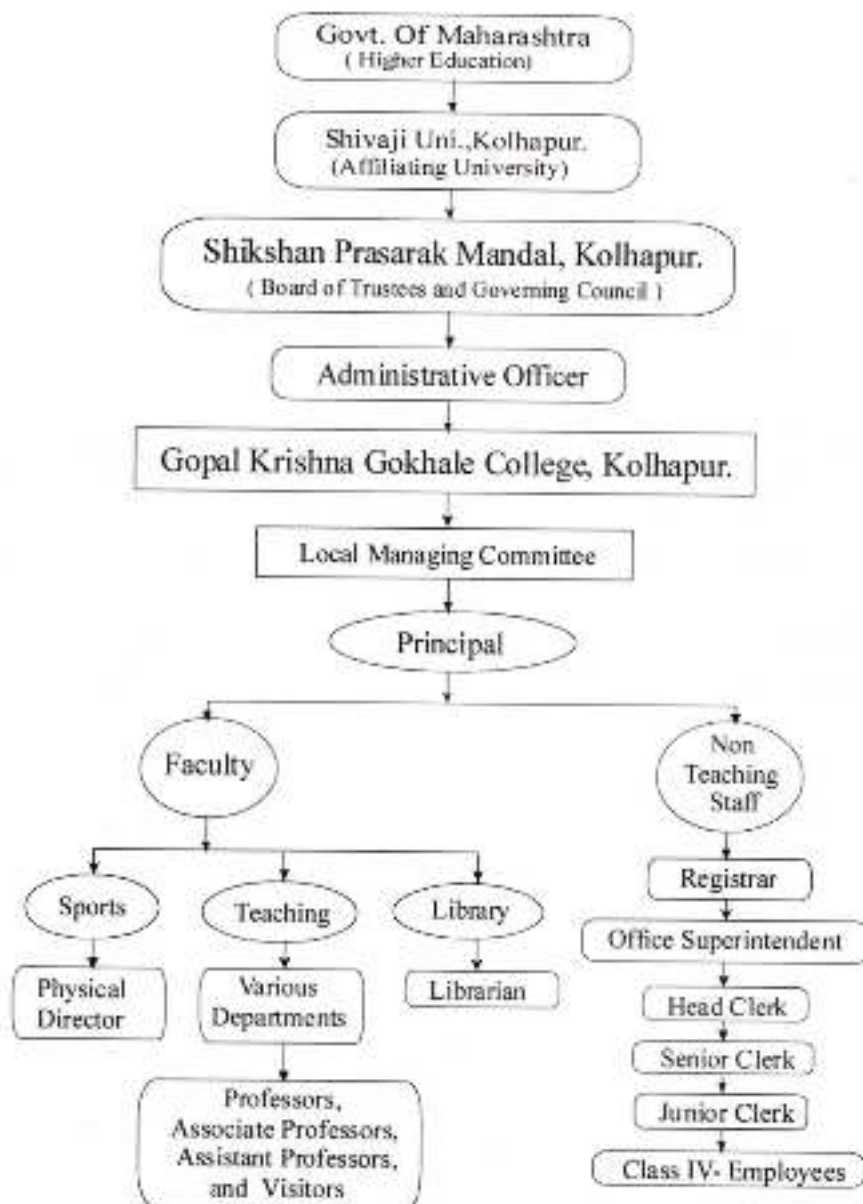 Govt. Of Maharashtra
( Higher Education)
Shivaji Uni.,Kolhapur.
(Affiliating University)
Shikshan Prasarak Mandal, Kolhapur.
( Board of Trustees and Governing Council )
Administrative Officer
Gopal Krishna Gokhale College, Kolhapur.
Local Managing Committee
Principal
Faculty
Non
Teaching
Staff
Sports
Teaching
Library
Physical
Director
Various
Departments
Librarian
Professors,
Associate Professors,
Assistant Professors,
and Visitors
Registrar
Office Superintendent
Head Clerk
Senior Clerk
Junior Clerk
Class IV- Employees